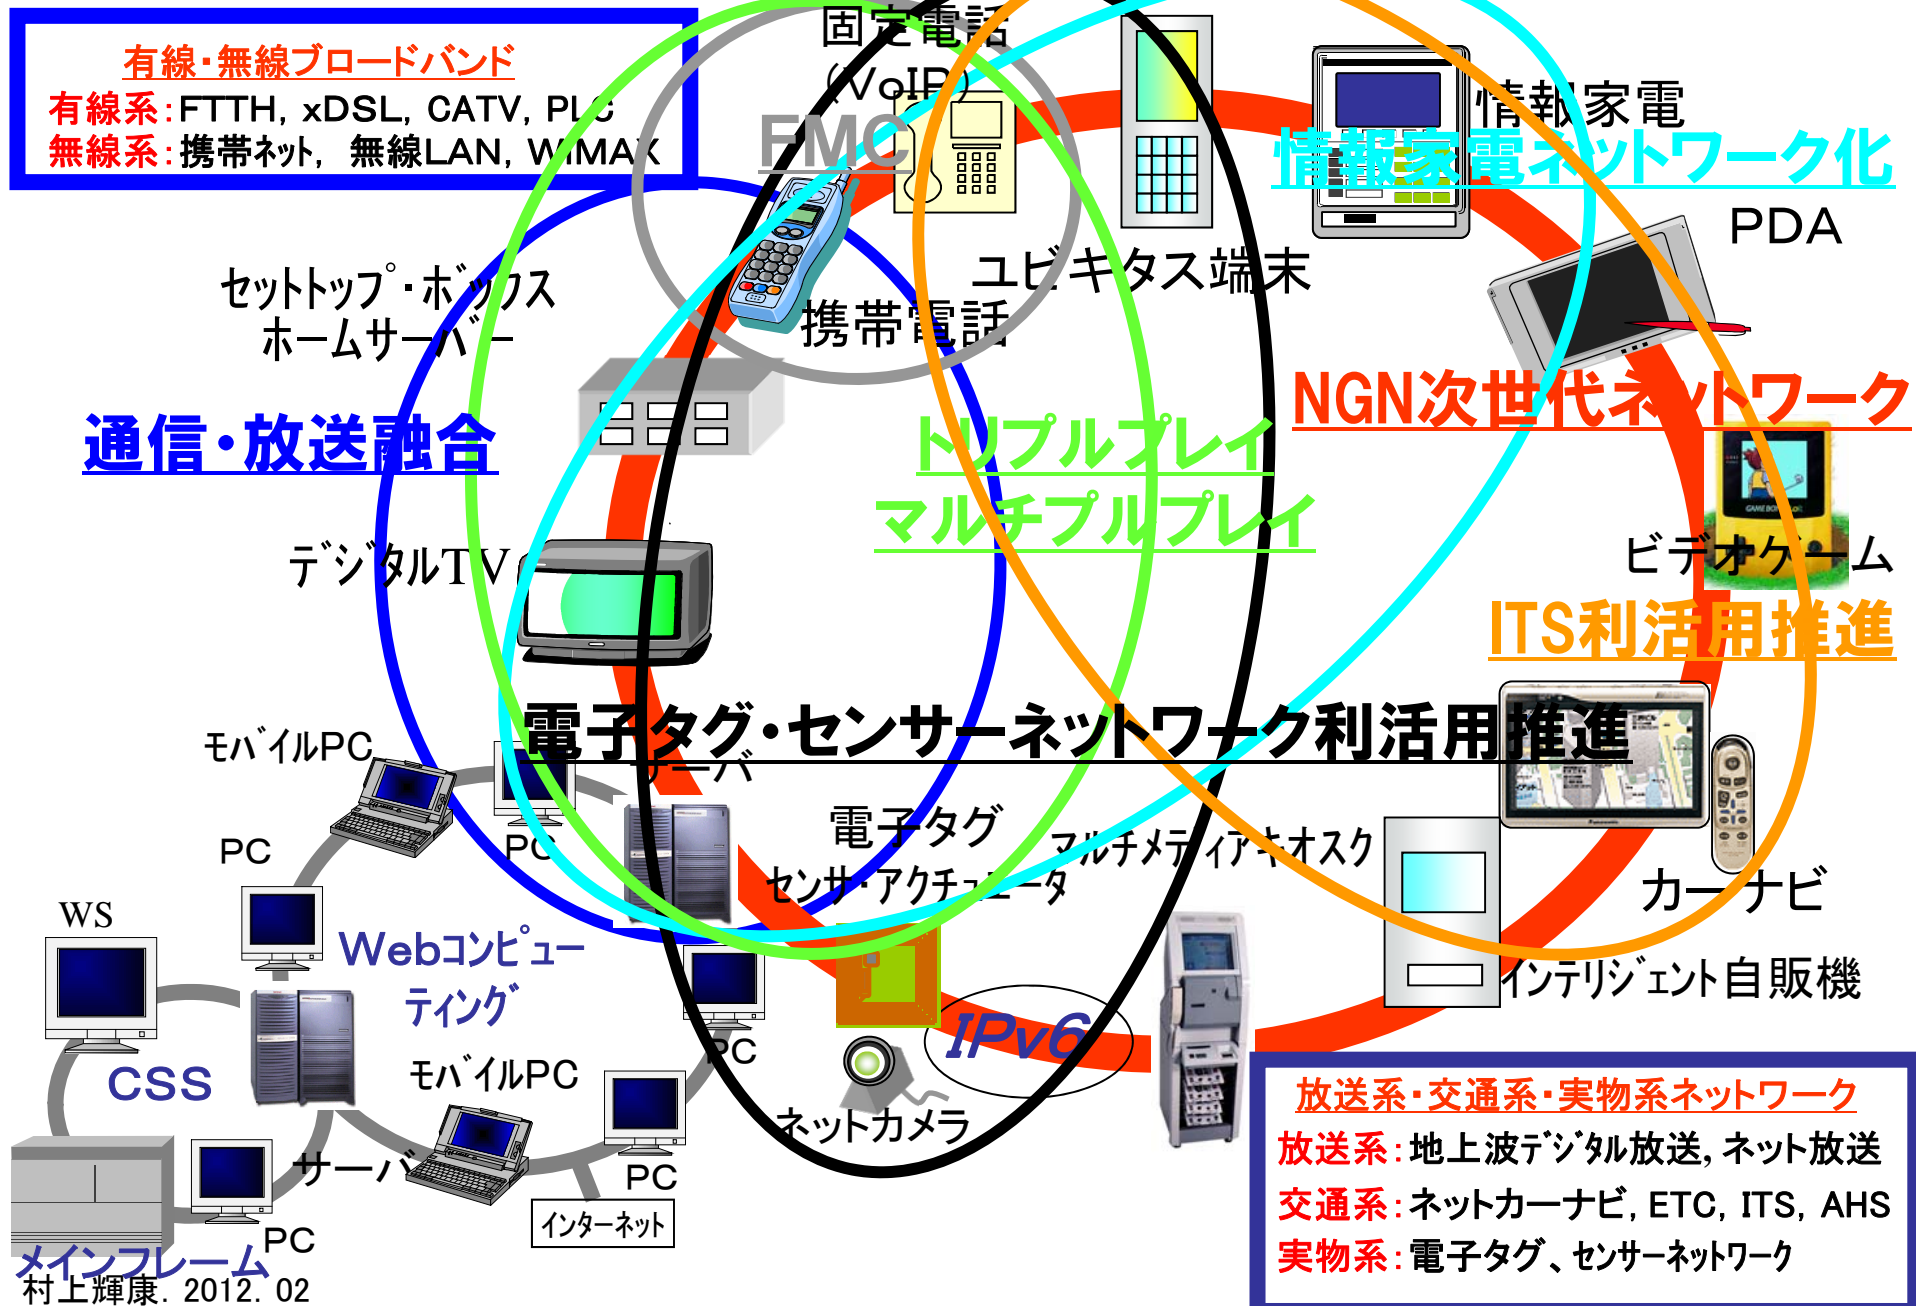 有線・無線ブロードバンド
有線系：FTTH, xDSL, CATV, PLC
無線系：携帯ネット, 無線LAN, WiMAX
固定電話
(VoIP)
FMC
情報家電
情報家電ネットワーク化
PDA
ユビキタス端末
セットトップ・ボックス
ホームサーバー
携帯電話
NGN次世代ネットワーク
通信・放送融合
トリプルプレイ
マルチプルプレイ
GAME BOY COLOR
デジタルTV
ビデオゲーム
ITS利活用推進
電子タグ・センサーネットワーク利活用推進
モバイルPC
サーバ
PC
PC
電子タグ
センサ・アクチュエータ
マルチメディアキオスク
カーナビ
WS
Webコンピュー
ティング
インテリジェント自販機
IPv6
PC
CSS
モバイルPC
ネットカメラ
サーバ
PC
インターネット
PC
メインフレーム
村上輝康. 2012. 02
放送系・交通系・実物系ネットワーク
放送系：地上波デジタル放送, ネット放送
交通系：ネットカーナビ, ETC, ITS, AHS
実物系：電子タグ、センサーネットワーク